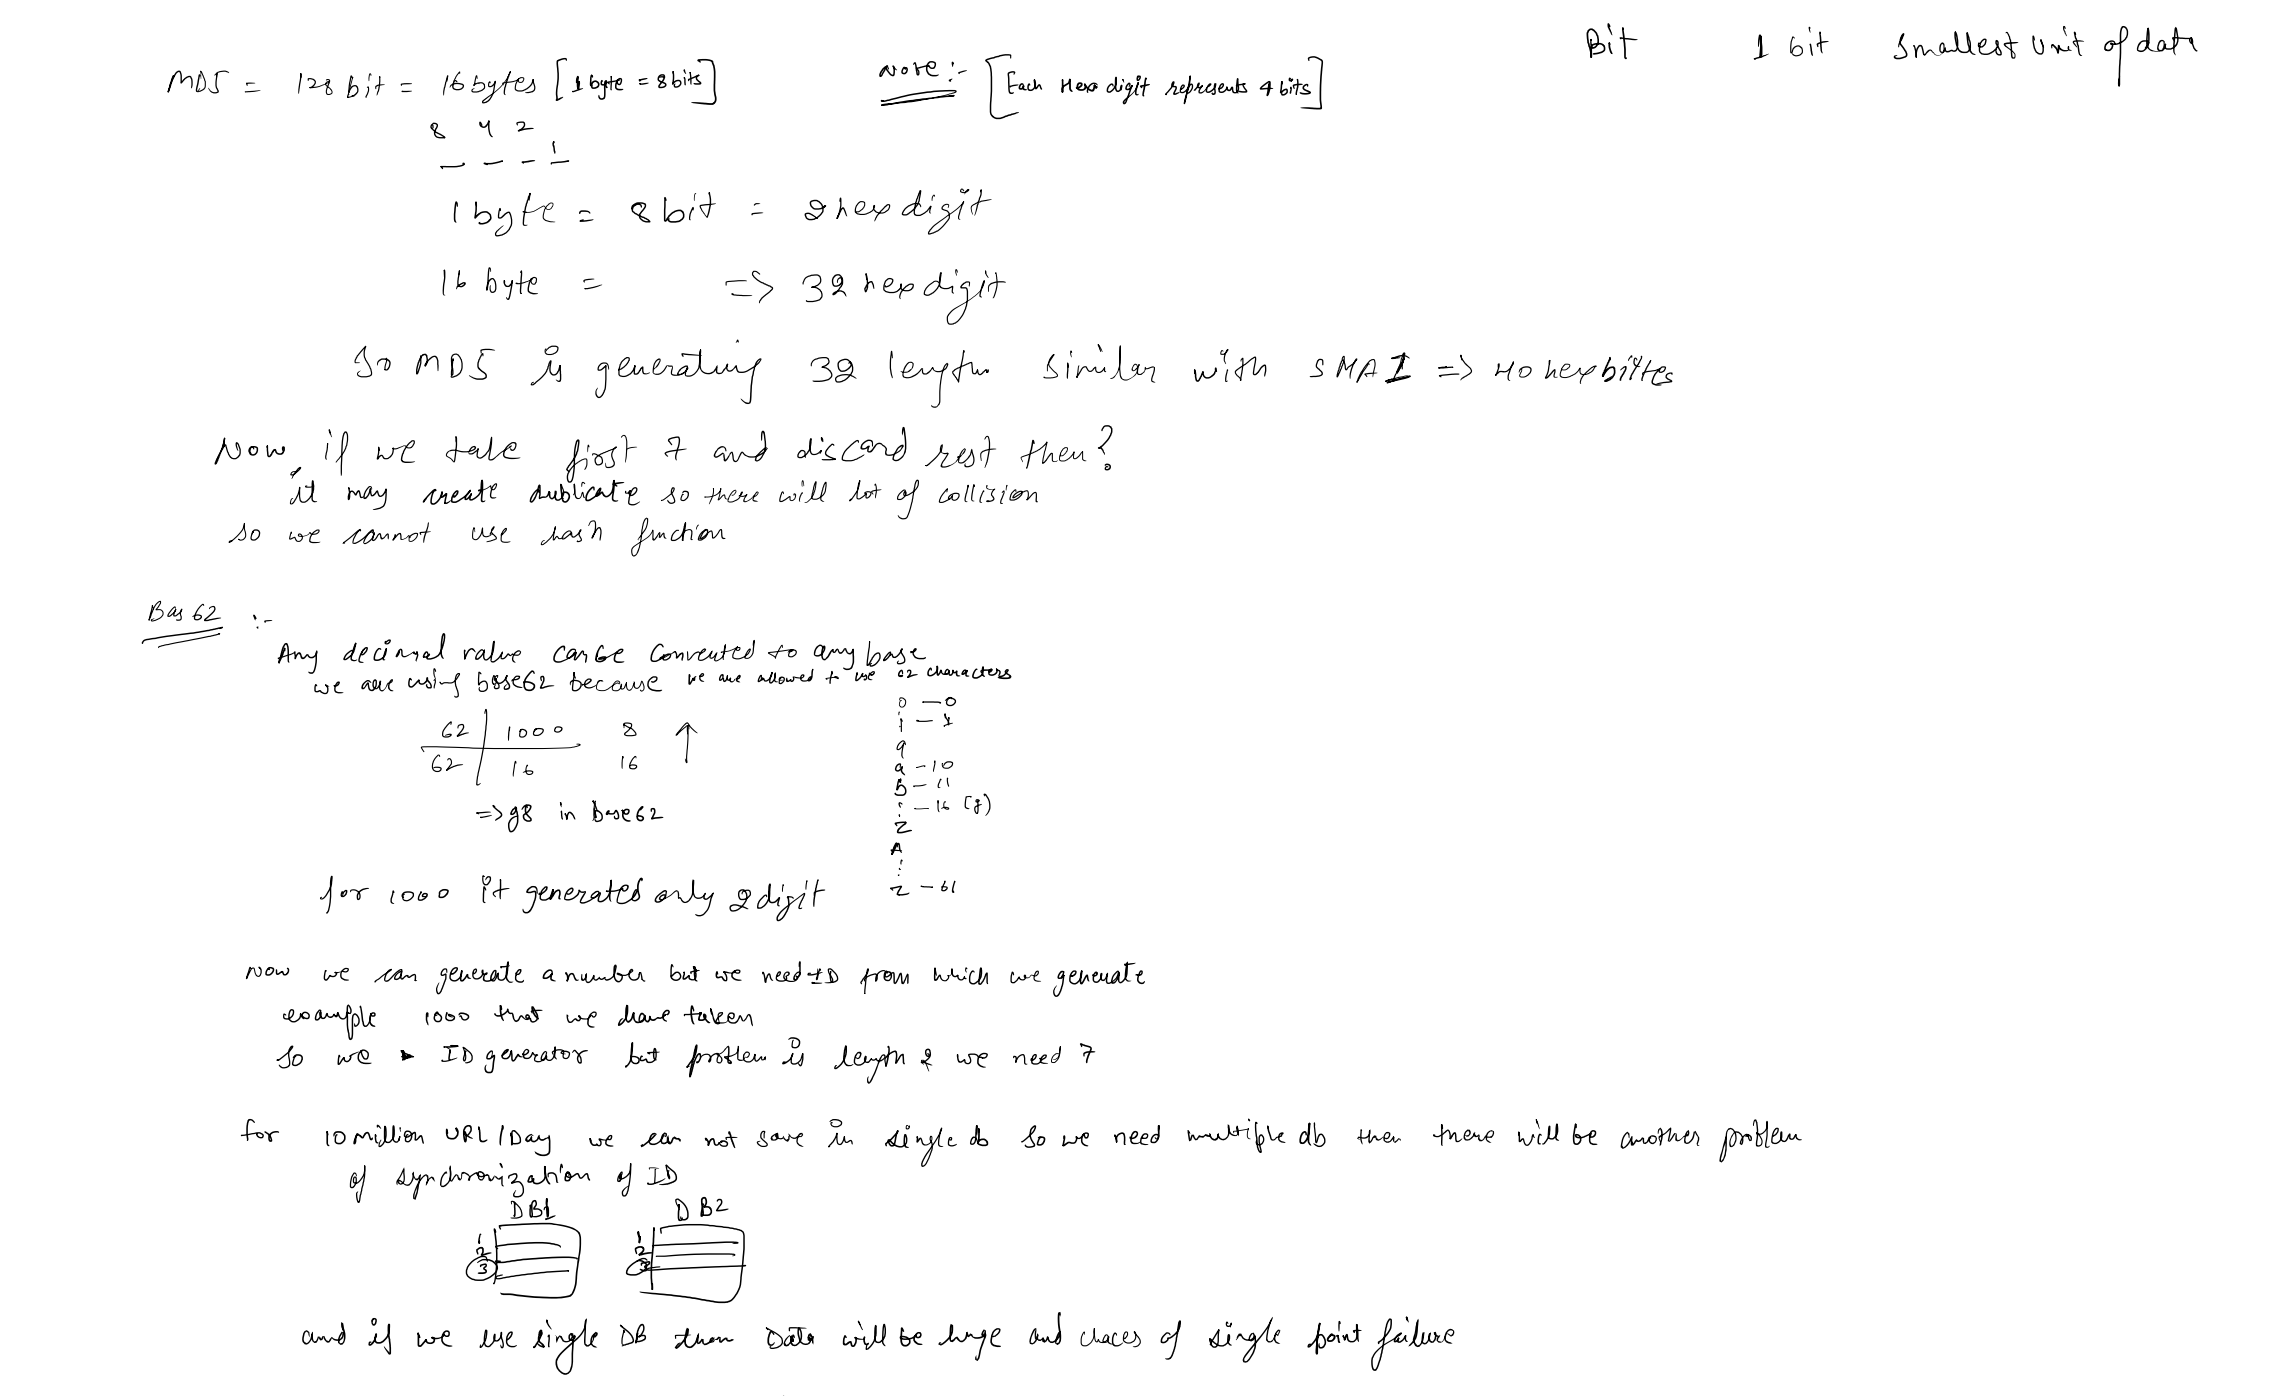 Bit 1 bit Smallest Unit of data
MD5 = 128 bit = 16 bytes [1 byte = 8 bits] Note :- [Each Hex digit represents 4 bits]
8 4 2
_ _ _ 1
1 byte = 8 bit = 2 hex digit
16 byte = => 32 hex digit
So MD5 is generating 32 length similar with SHA1 => 40 hexbittes
Now, if we take first 7 and discard rest then?
it may create dublicate so there will lot of collision
so we cannot use hash function
Bas 62 :-
Any decimal value can be converted to any base
we are using base62 because we are allowed to use 62 characters
0 - 0
62 | 1000 8 ↑ 1 - 1
9
62 | 16 16 a - 10
b - 11
=> g8 in base62 : - 16 (g)
z
A
:
for 1000 it generated only 2 digit z - 61
Now we can generate a number but we need ID from which we generate
example 1000 that we have taken
so we ID generator but problem is length 2 we need 7
for 10 million URL/Day we can not save in single db so we need multiple db then there will be another problem
of synchronization of ID
DB1 DB2
1 1
2 2
3 3
and if we use single DB then Data will be huge and chaces of single point failure